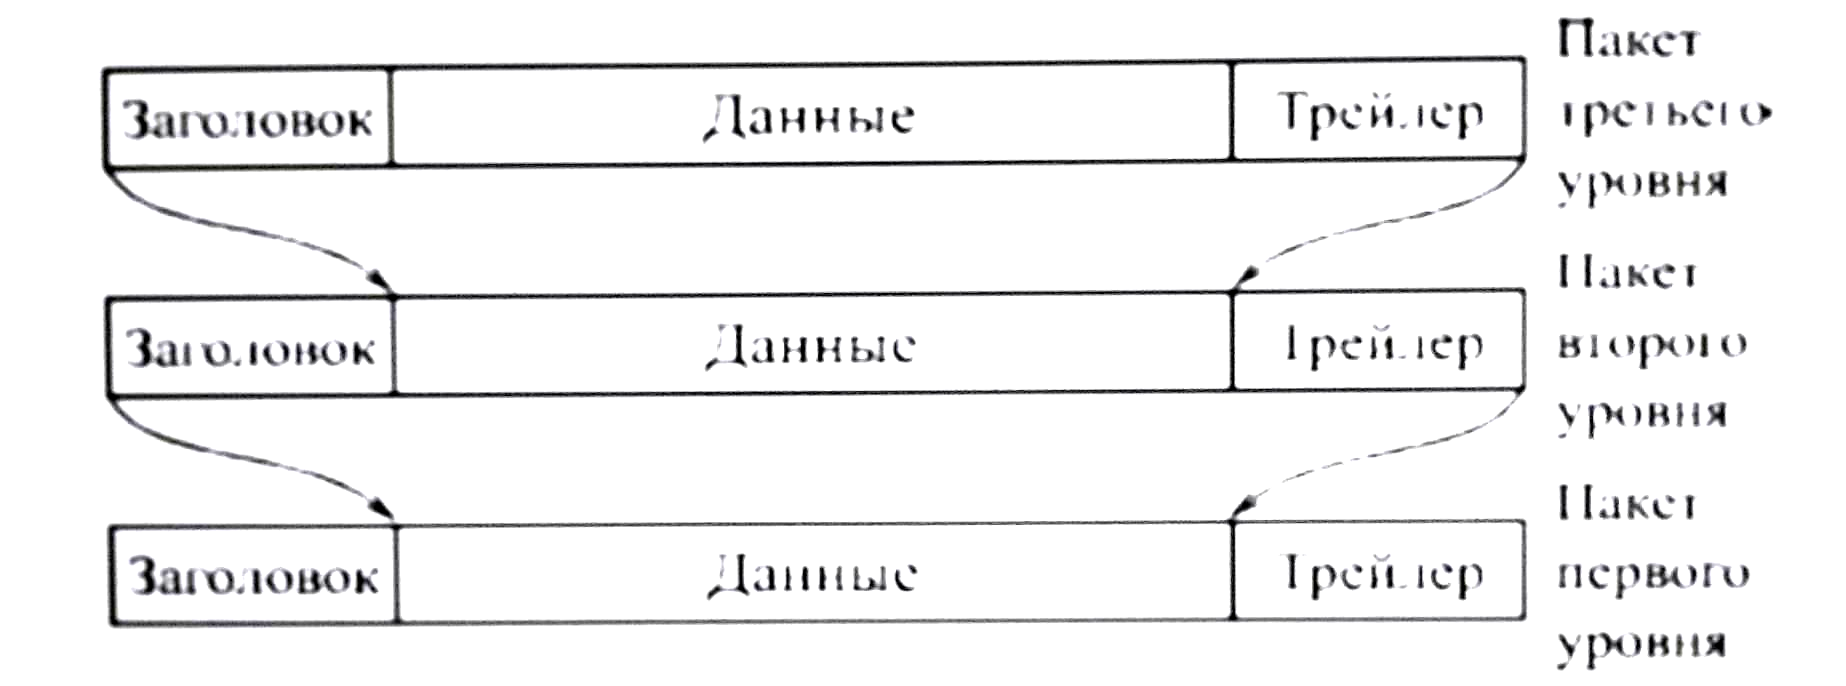 Заголовок Данные Трейлер
Пакет
третьего
уровня
Заголовок Данные Трейлер
Пакет
второго
уровня
Заголовок Данные Трейлер
Пакет
первого
уровня